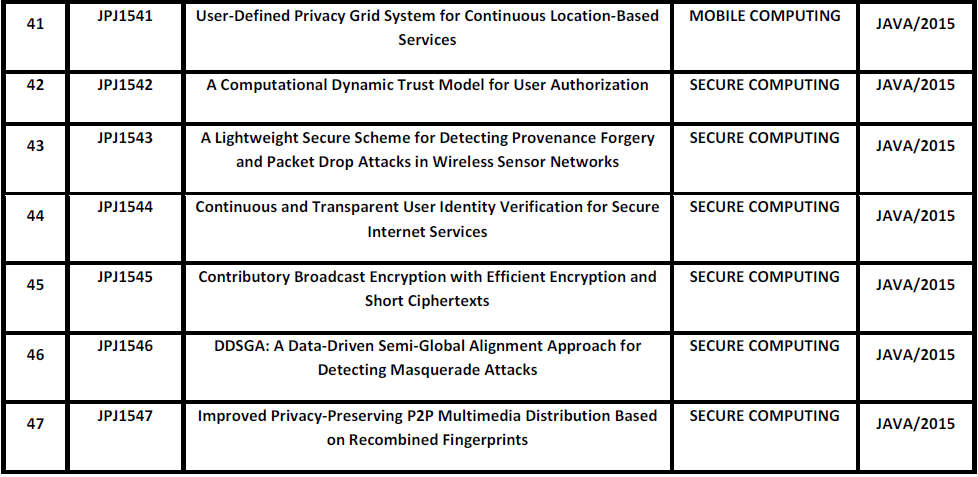 41 JPJ1541 User-Defined Privacy Grid System for Continuous Location-Based MOBILE COMPUTING JAVA/2015
Services
42 JPJ1542 A Computational Dynamic Trust Model for User Authorization SECURE COMPUTING JAVA/2015
43 JPJ1543 A Lightweight Secure Scheme for Detecting Provenance Forgery SECURE COMPUTING JAVA/2015
and Packet Drop Attacks in Wireless Sensor Networks
44 JPJ1544 Continuous and Transparent User Identity Verification for Secure SECURE COMPUTING JAVA/2015
Internet Services
45 JPJ1545 Contributory Broadcast Encryption with Efficient Encryption and SECURE COMPUTING JAVA/2015
Short Ciphertexts
46 JPJ1546 DDSGA: A Data-Driven Semi-Global Alignment Approach for SECURE COMPUTING JAVA/2015
Detecting Masquerade Attacks
47 JPJ1547 Improved Privacy-Preserving P2P Multimedia Distribution Based SECURE COMPUTING JAVA/2015
on Recombined Fingerprints